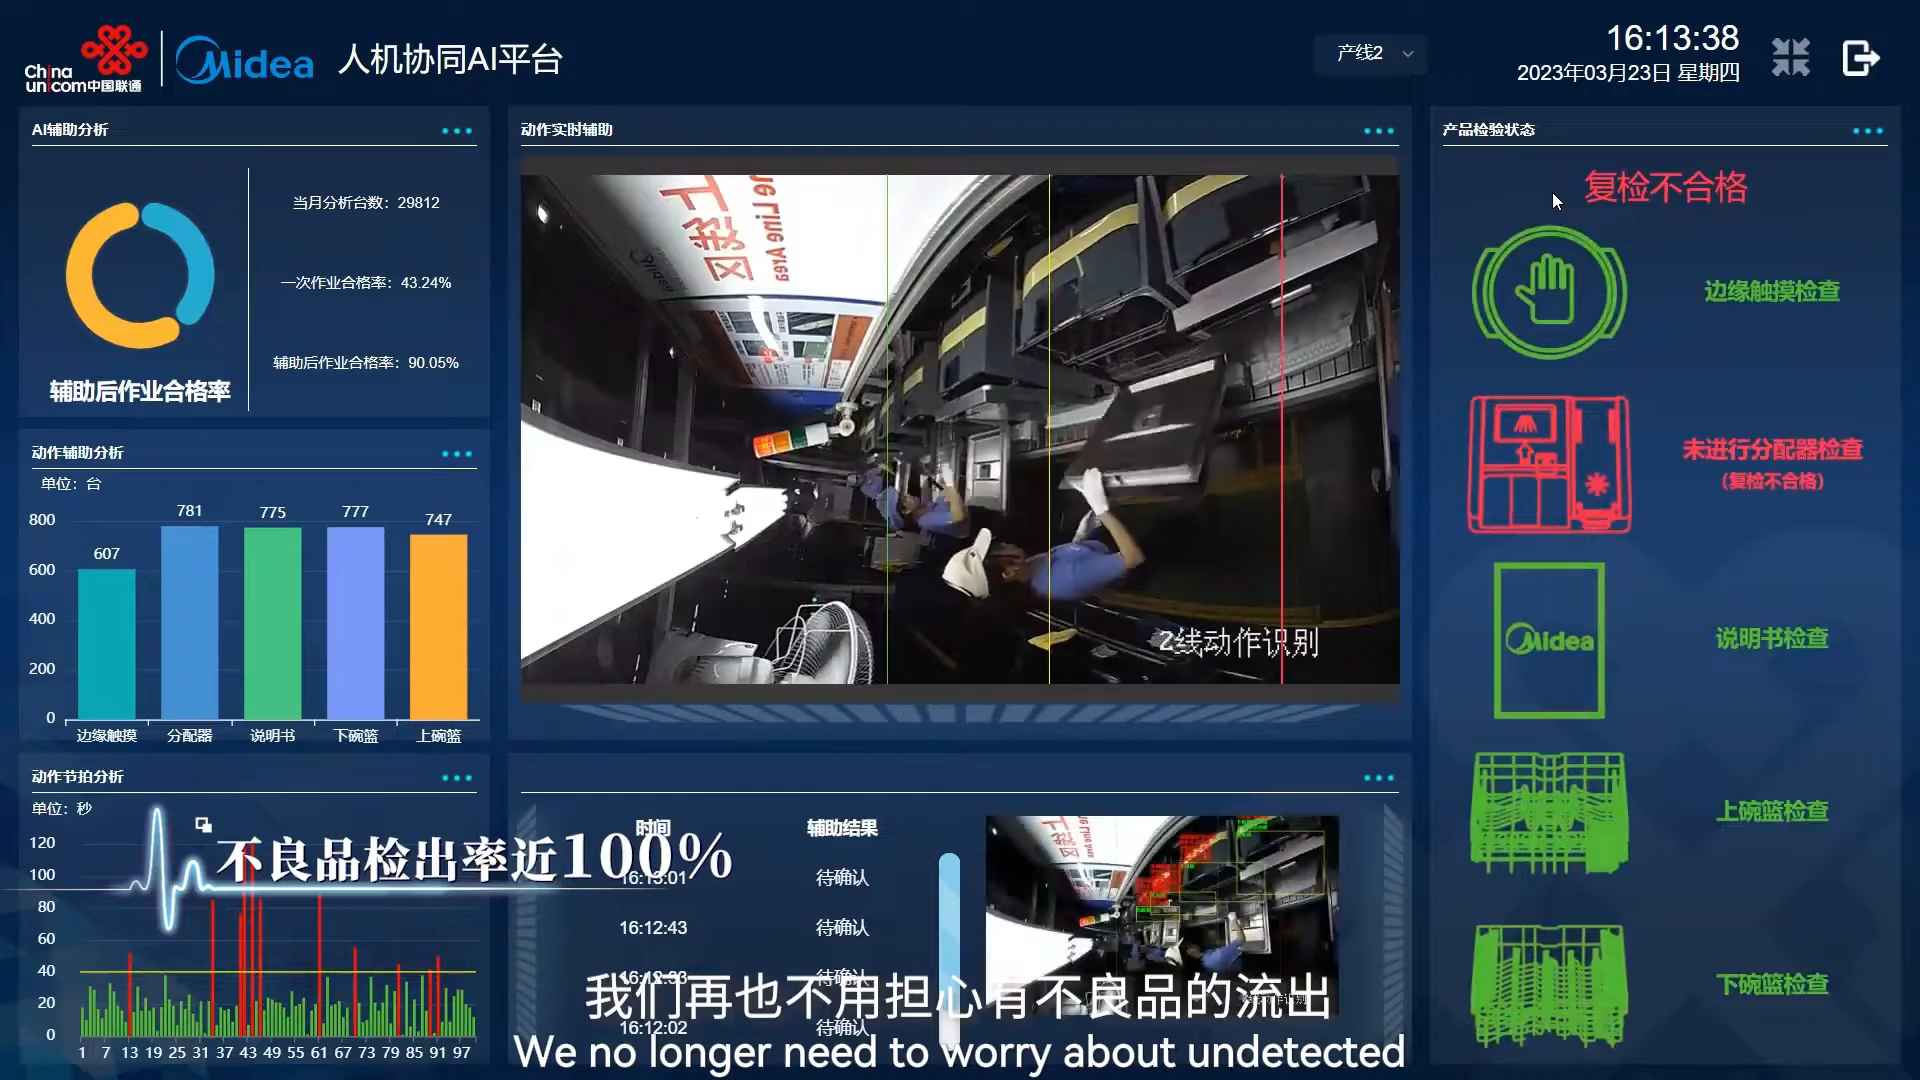 China
unicom中国联通
Midea
人机协同AI平台
产线2
16:13:38
2023年03月23日 星期四
AI辅助分析
当月分析台数：29812
一次作业合格率：43.24%
辅助后作业合格率：90.05%
辅助后作业合格率
动作辅助分析
单位：台
800
600
400
200
0
607
781
775
777
747
边缘触摸
分配器
说明书
下碗篮
上碗篮
动作节拍分析
单位：秒
120
100
80
60
40
20
0
1 7 13 19 25 31 37 43 49 55 61 67 73 79 85 91 97
不良品检出率近100%
动作实时辅助
上线区
ue Line Area
Midea
2线动作识别
时间
辅助结果
16:13:01
待确认
16:12:43
待确认
16:12:33
待确认
16:12:02
待确认
产品检验状态
复检不合格
边缘触摸检查
未进行分配器检查
（复检不合格）
Midea
说明书检查
上碗篮检查
下碗篮检查
我们再也不用担心有不良品的流出
We no longer need to worry about undetected